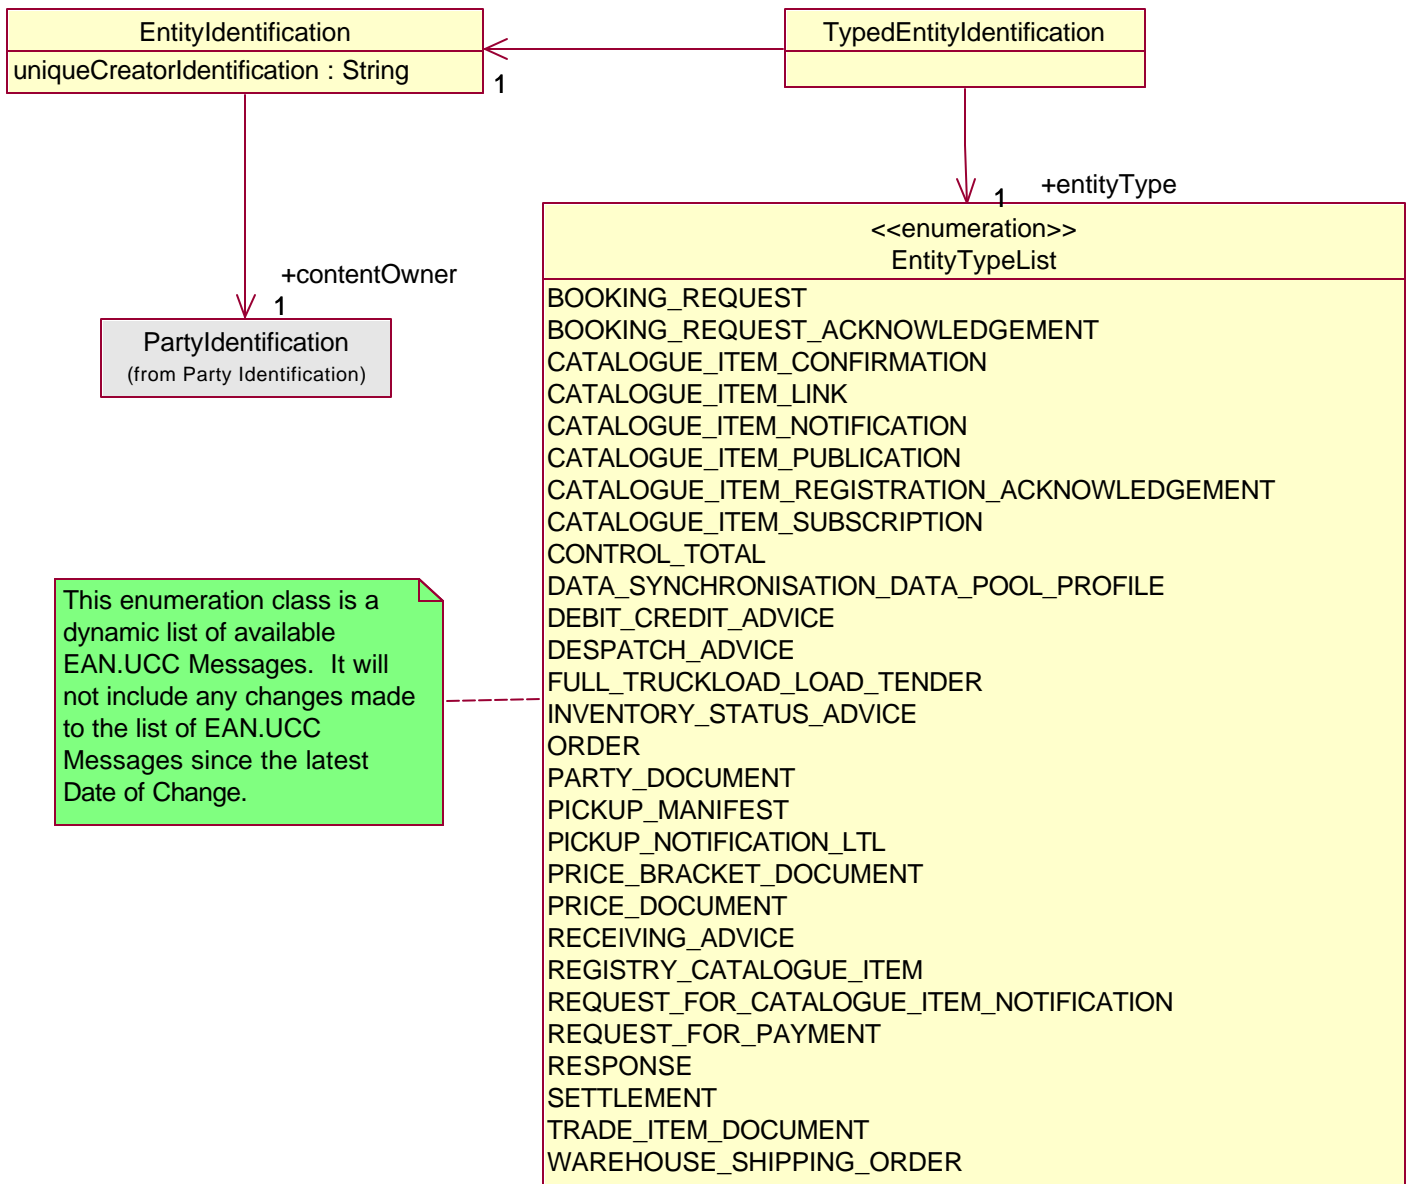 EntityIdentification
uniqueCreatorIdentification : String
1
TypedEntityIdentification
1
+entityType
+contentOwner
1
PartyIdentification
(from Party Identification)
<<enumeration>>
EntityTypeList
BOOKING_REQUEST
BOOKING_REQUEST_ACKNOWLEDGEMENT
CATALOGUE_ITEM_CONFIRMATION
CATALOGUE_ITEM_LINK
CATALOGUE_ITEM_NOTIFICATION
CATALOGUE_ITEM_PUBLICATION
CATALOGUE_ITEM_REGISTRATION_ACKNOWLEDGEMENT
CATALOGUE_ITEM_SUBSCRIPTION
CONTROL_TOTAL
DATA_SYNCHRONISATION_DATA_POOL_PROFILE
DEBIT_CREDIT_ADVICE
DESPATCH_ADVICE
FULL_TRUCKLOAD_LOAD_TENDER
INVENTORY_STATUS_ADVICE
ORDER
PARTY_DOCUMENT
PICKUP_MANIFEST
PICKUP_NOTIFICATION_LTL
PRICE_BRACKET_DOCUMENT
PRICE_DOCUMENT
RECEIVING_ADVICE
REGISTRY_CATALOGUE_ITEM
REQUEST_FOR_CATALOGUE_ITEM_NOTIFICATION
REQUEST_FOR_PAYMENT
RESPONSE
SETTLEMENT
TRADE_ITEM_DOCUMENT
WAREHOUSE_SHIPPING_ORDER
This enumeration class is a
dynamic list of available
EAN.UCC Messages.  It will
not include any changes made
to the list of EAN.UCC
Messages since the latest
Date of Change.